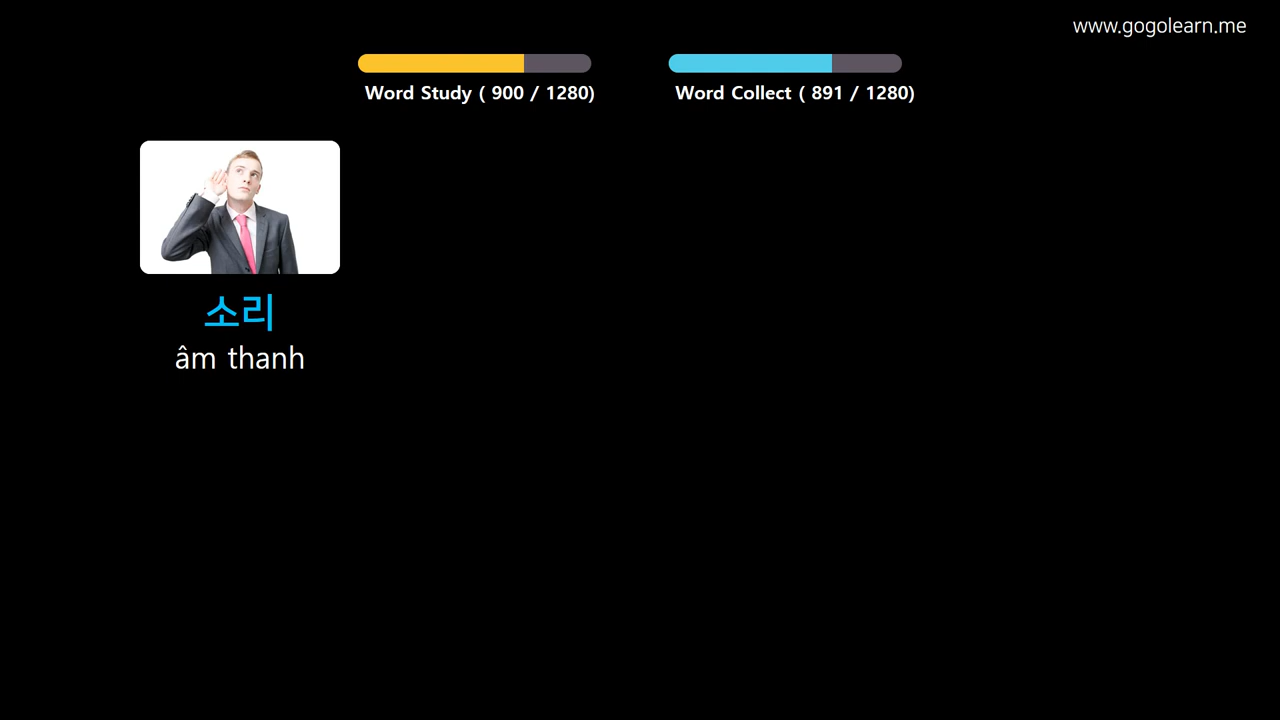 www.gogolearn.me
Word Study ( 900 / 1280)
Word Collect ( 891 / 1280)
소리
âm thanh